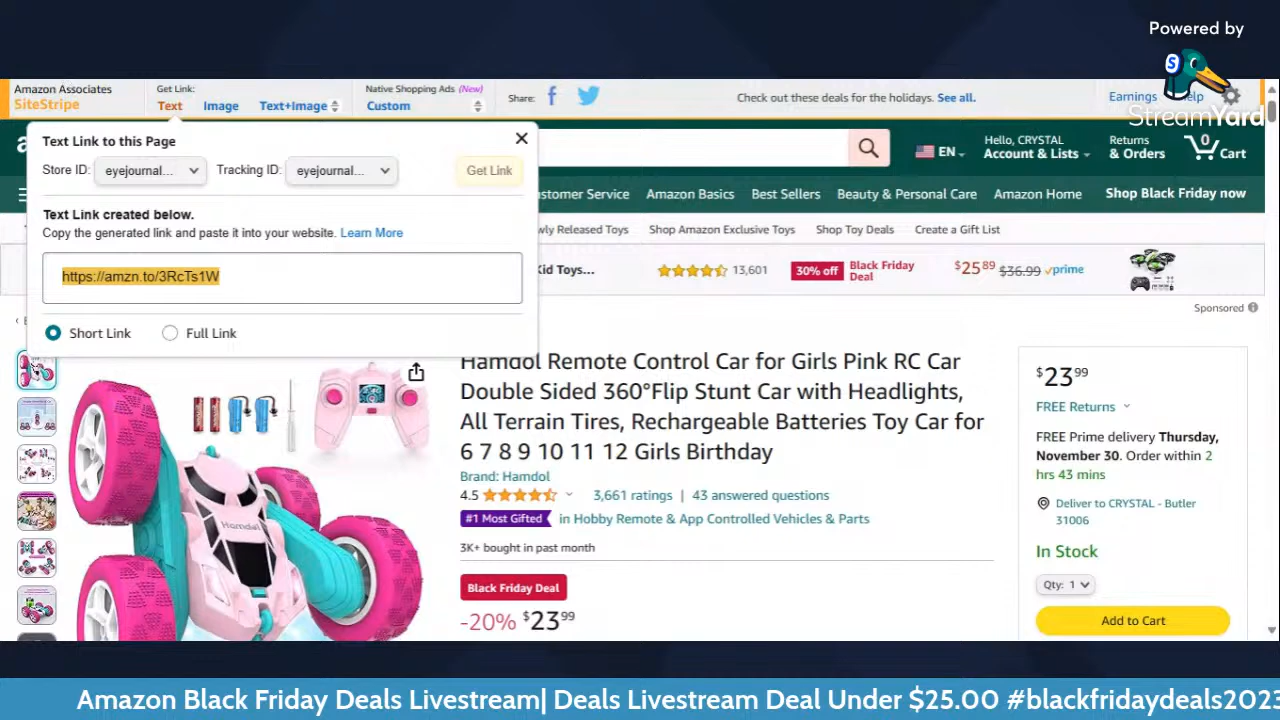 Powered by
S
StreamYard
Amazon Associates
SiteStripe
Get Link:
Text Image Text+Image
Native Shopping Ads (New)
Custom
Share:
Check out these deals for the holidays. See all.
Earnings Help
Text Link to this Page
Store ID: eyejournal... Tracking ID: eyejournal... Get Link
Text Link created below.
Copy the generated link and paste it into your website. Learn More
https://amzn.to/3RcTs1W
Short Link Full Link
EN
Hello, CRYSTAL
Account & Lists
Returns
& Orders
0
Cart
Amazon Basics Best Sellers Beauty & Personal Care Amazon Home Shop Black Friday now
Shop Amazon Exclusive Toys Shop Toy Deals Create a Gift List
13,601
30% off
Black Friday
Deal
$25 89 $36.99 prime
Sponsored
Hamdol Remote Control Car for Girls Pink RC Car
Double Sided 360°Flip Stunt Car with Headlights,
All Terrain Tires, Rechargeable Batteries Toy Car for
6 7 8 9 10 11 12 Girls Birthday
Brand: Hamdol
4.5 3,661 ratings | 43 answered questions
#1 Most Gifted in Hobby Remote & App Controlled Vehicles & Parts
3K+ bought in past month
Black Friday Deal
-20% $23 99
Hamdol
$23 99
FREE Returns
FREE Prime delivery Thursday,
November 30. Order within 2
hrs 43 mins
Deliver to CRYSTAL - Butler
31006
In Stock
Qty: 1
Add to Cart
Amazon Black Friday Deals Livestream| Deals Livestream Deal Under $25.00 #blackfridaydeals2023